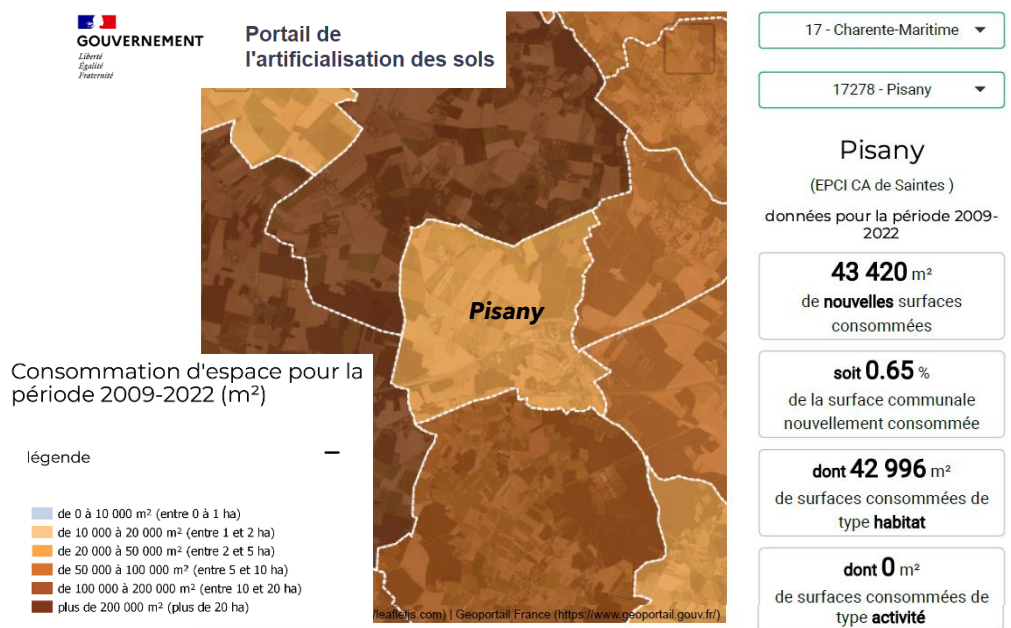 GOUVERNEMENT
Liberté
Égalité
Fraternité
Portail de
l'artificialisation des sols
Pisany
Consommation d'espace pour la
période 2009-2022 (m²)
légende
de 0 à 10 000 m² (entre 0 à 1 ha)
de 10 000 à 20 000 m² (entre 1 et 2 ha)
de 20 000 à 50 000 m² (entre 2 et 5 ha)
de 50 000 à 100 000 m² (entre 5 et 10 ha)
de 100 000 à 200 000 m² (entre 10 et 20 ha)
plus de 200 000 m² (plus de 20 ha)
/leafletjs.com) | Geoportail France (https://www.geoportail.gouv.fr/)
17 - Charente-Maritime
17278 - Pisany
Pisany
(EPCI CA de Saintes )
données pour la période 2009-
2022
43 420 m²
de nouvelles surfaces
consommées
soit 0.65 %
de la surface communale
nouvellement consommée
dont 42 996 m²
de surfaces consommées de
type habitat
dont 0 m²
de surfaces consommées de
type activité